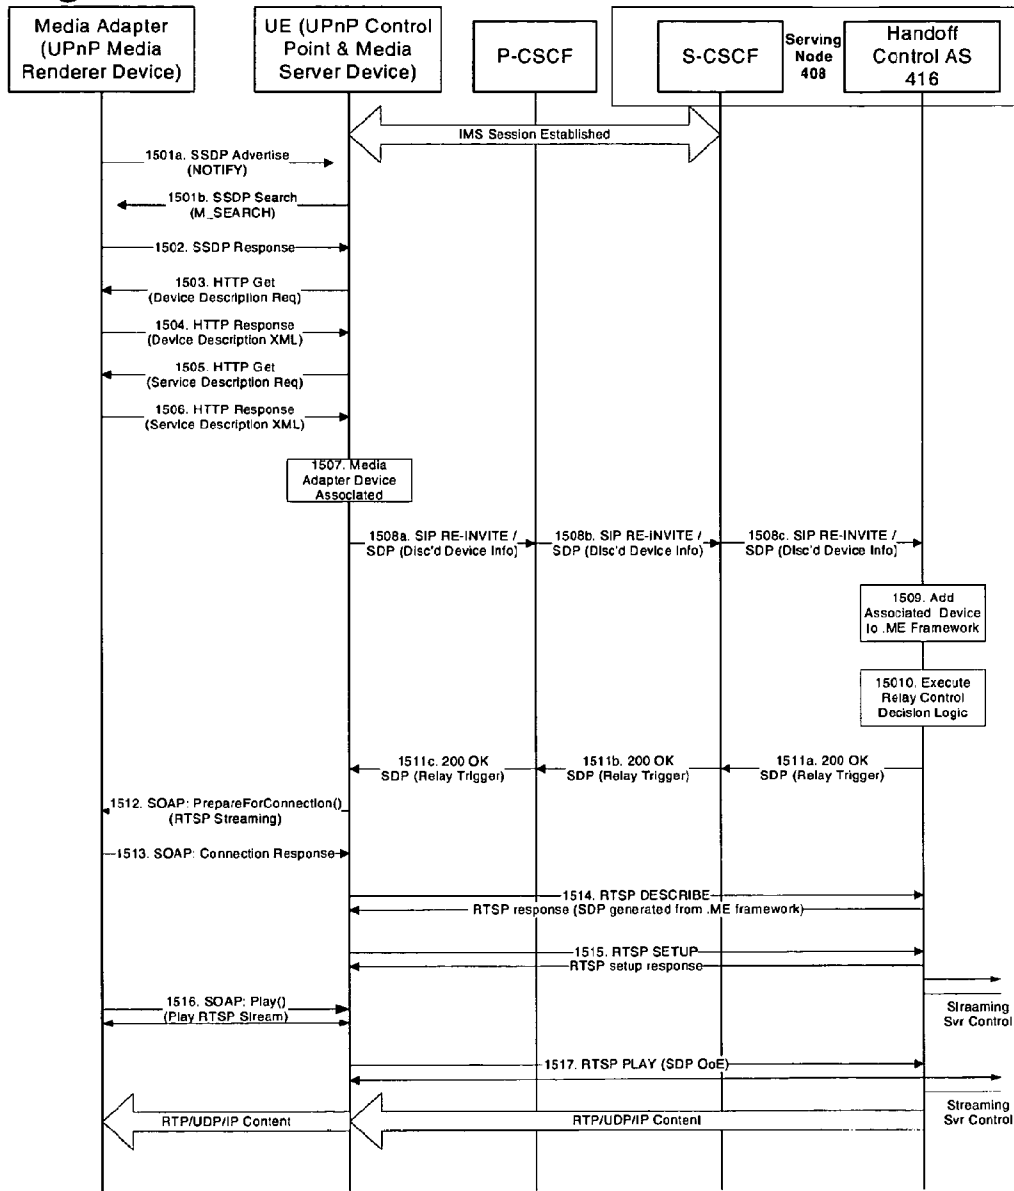 Media Adapter
(UPnP Media
Renderer Device)
UE (UPnP Control
Point & Media
Server Device)
P-CSCF
S-CSCF
Serving
Node
408
Handoff
Control AS
416
IMS Session Established
1501a. SSDP Advertise
(NOTIFY)
1501b. SSDP Search
(M_SEARCH)
1502. SSDP Response
1503. HTTP Get
(Device Description Req)
1504. HTTP Response
(Device Description XML)
1505. HTTP Get
(Service Description Req)
1506. HTTP Response
(Service Description XML)
1507. Media
Adapter Device
Associated
1508a. SIP RE-INVITE /
SDP (Disc'd Device Info)
1508b. SIP RE-INVITE /
SDP (Disc'd Device Info)
1508c. SIP RE-INVITE /
SDP (Disc'd Device Info)
1509. Add
Associated Device
to .ME Framework
15010. Execute
Relay Control
Decision Logic
1511c. 200 OK
SDP (Relay Trigger)
1511b. 200 OK
SDP (Relay Trigger)
1511a. 200 OK
SDP (Relay Trigger)
1512. SOAP: PrepareForConnection()
(RTSP Streaming)
1513. SOAP: Connection Response
1514. RTSP DESCRIBE
RTSP response (SDP generated from .ME framework)
1515. RTSP SETUP
RTSP setup response
Streaming
Svr Control
1516. SOAP: Play()
(Play RTSP Stream)
1517. RTSP PLAY (SDP OoE)
Streaming
Svr Control
RTP/UDP/IP Content
RTP/UDP/IP Content